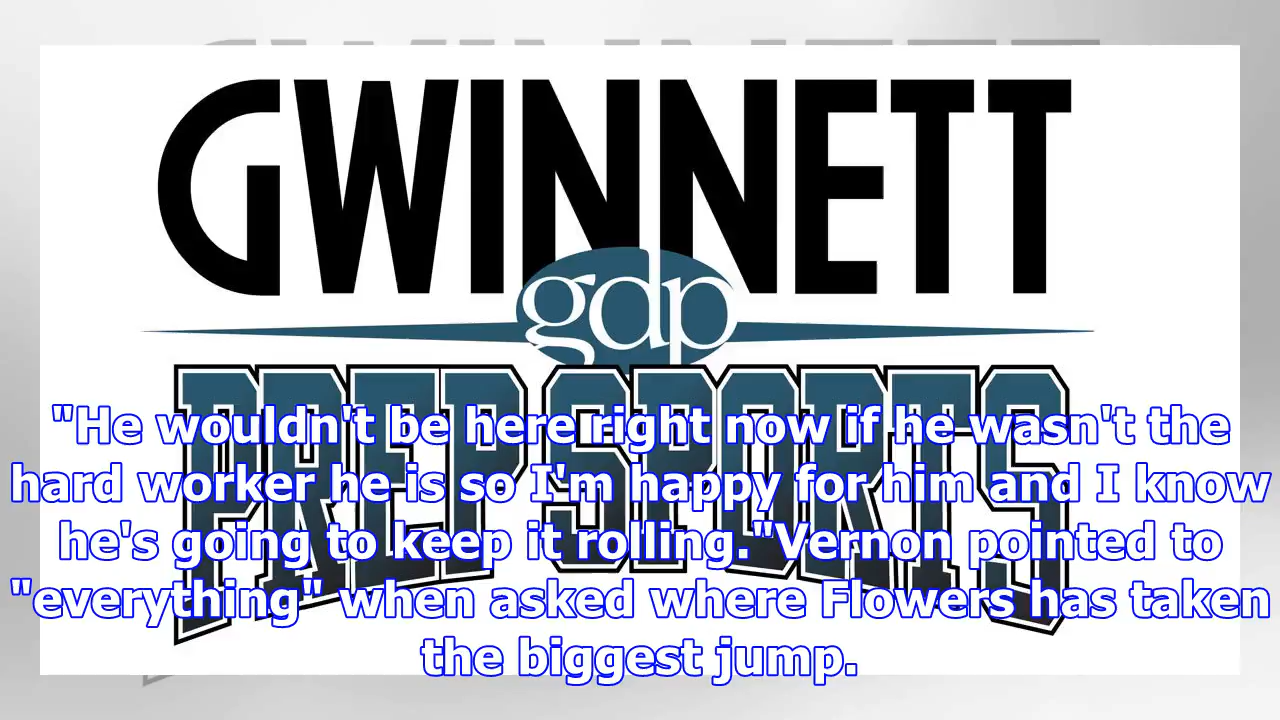 GWINNETT
gdp
PREP SPORTS
"He wouldn't be here right now if he wasn't the
hard worker he is so I'm happy for him and I know
he's going to keep it rolling."Vernon pointed to
"everything" when asked where Flowers has taken
the biggest jump.